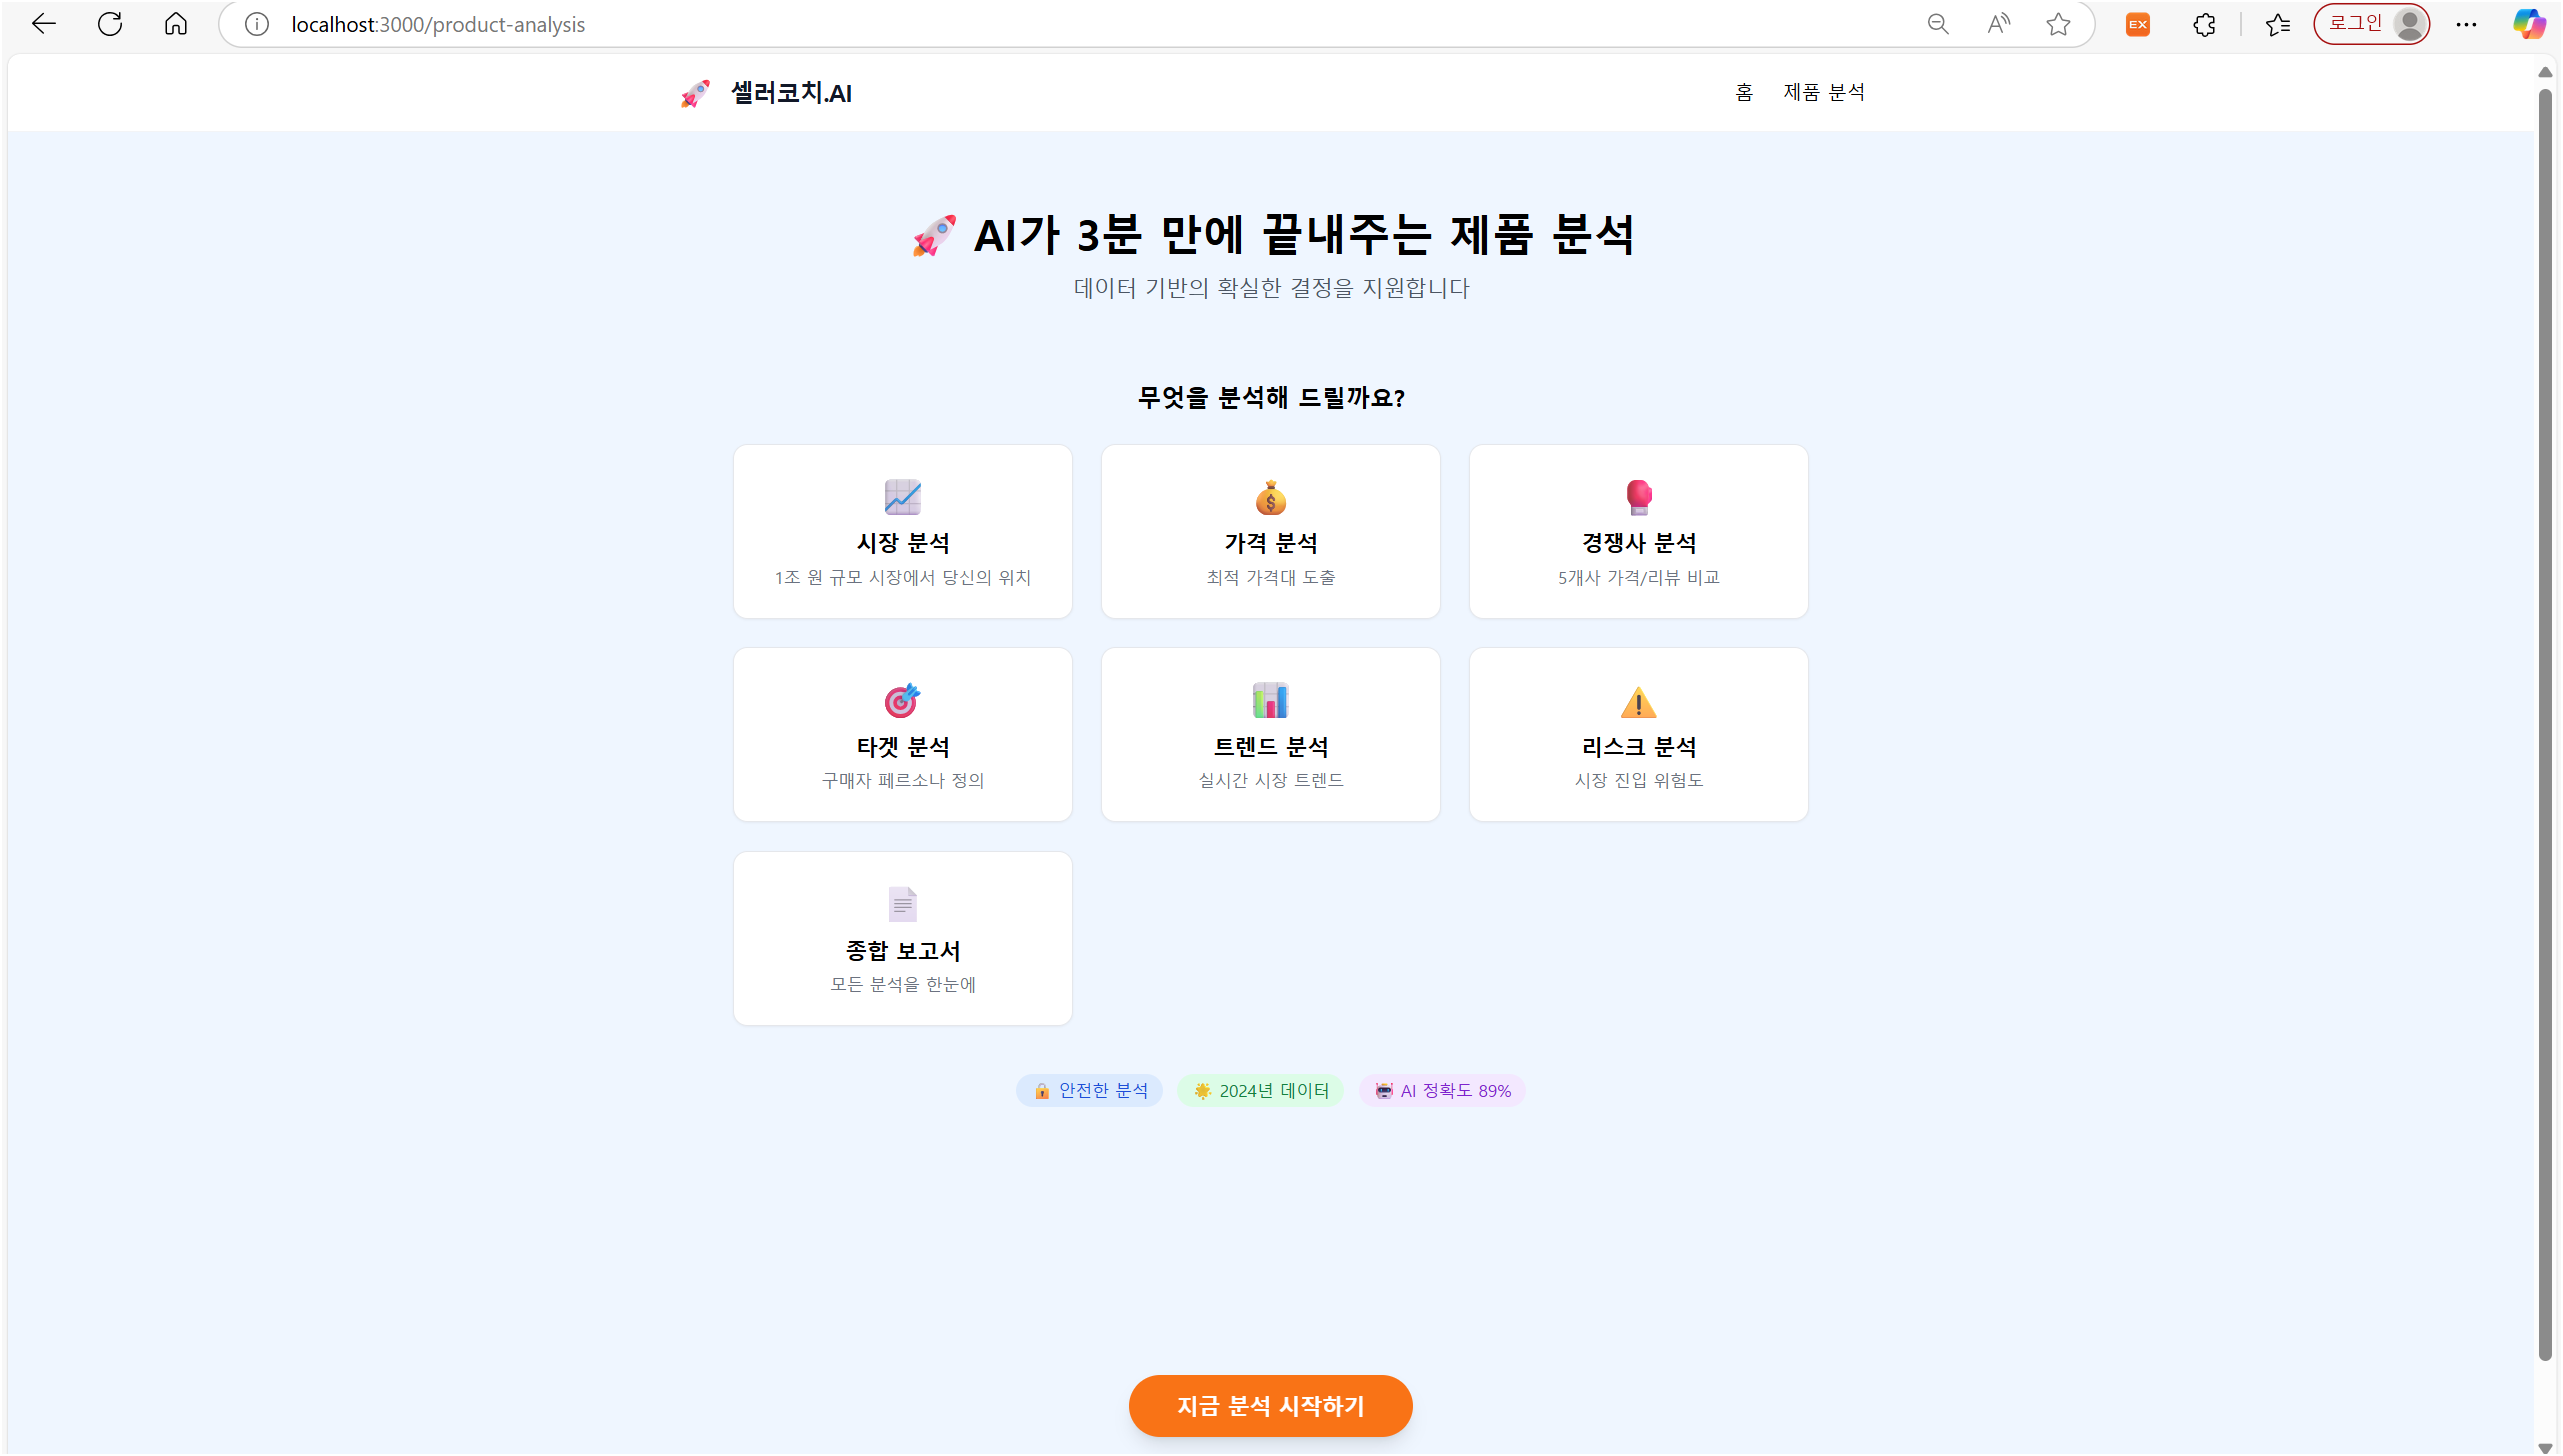 localhost:3000/product-analysis
EX
로그인
셀러코치.AI
홈 제품 분석
AI가 3분 만에 끝내주는 제품 분석
데이터 기반의 확실한 결정을 지원합니다
무엇을 분석해 드릴까요?
시장 분석
1조 원 규모 시장에서 당신의 위치
가격 분석
최적 가격대 도출
경쟁사 분석
5개사 가격/리뷰 비교
타겟 분석
구매자 페르소나 정의
트렌드 분석
실시간 시장 트렌드
리스크 분석
시장 진입 위험도
종합 보고서
모든 분석을 한눈에
안전한 분석
2024년 데이터
AI 정확도 89%
지금 분석 시작하기